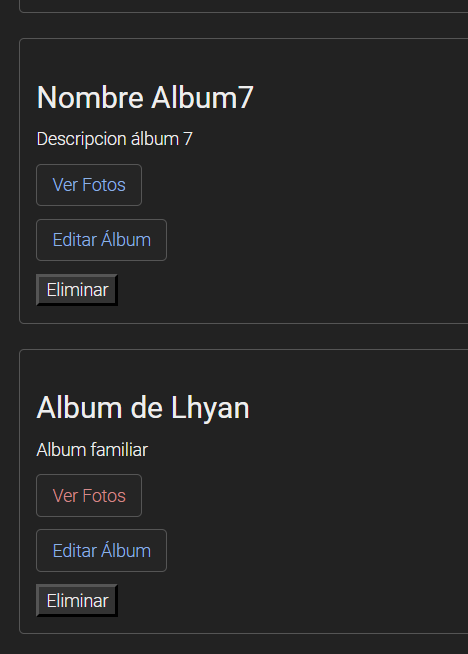 Nombre Album7
Descripcion álbum 7
Ver Fotos
Editar Álbum
Eliminar
Album de Lhyan
Album familiar
Ver Fotos
Editar Álbum
Eliminar